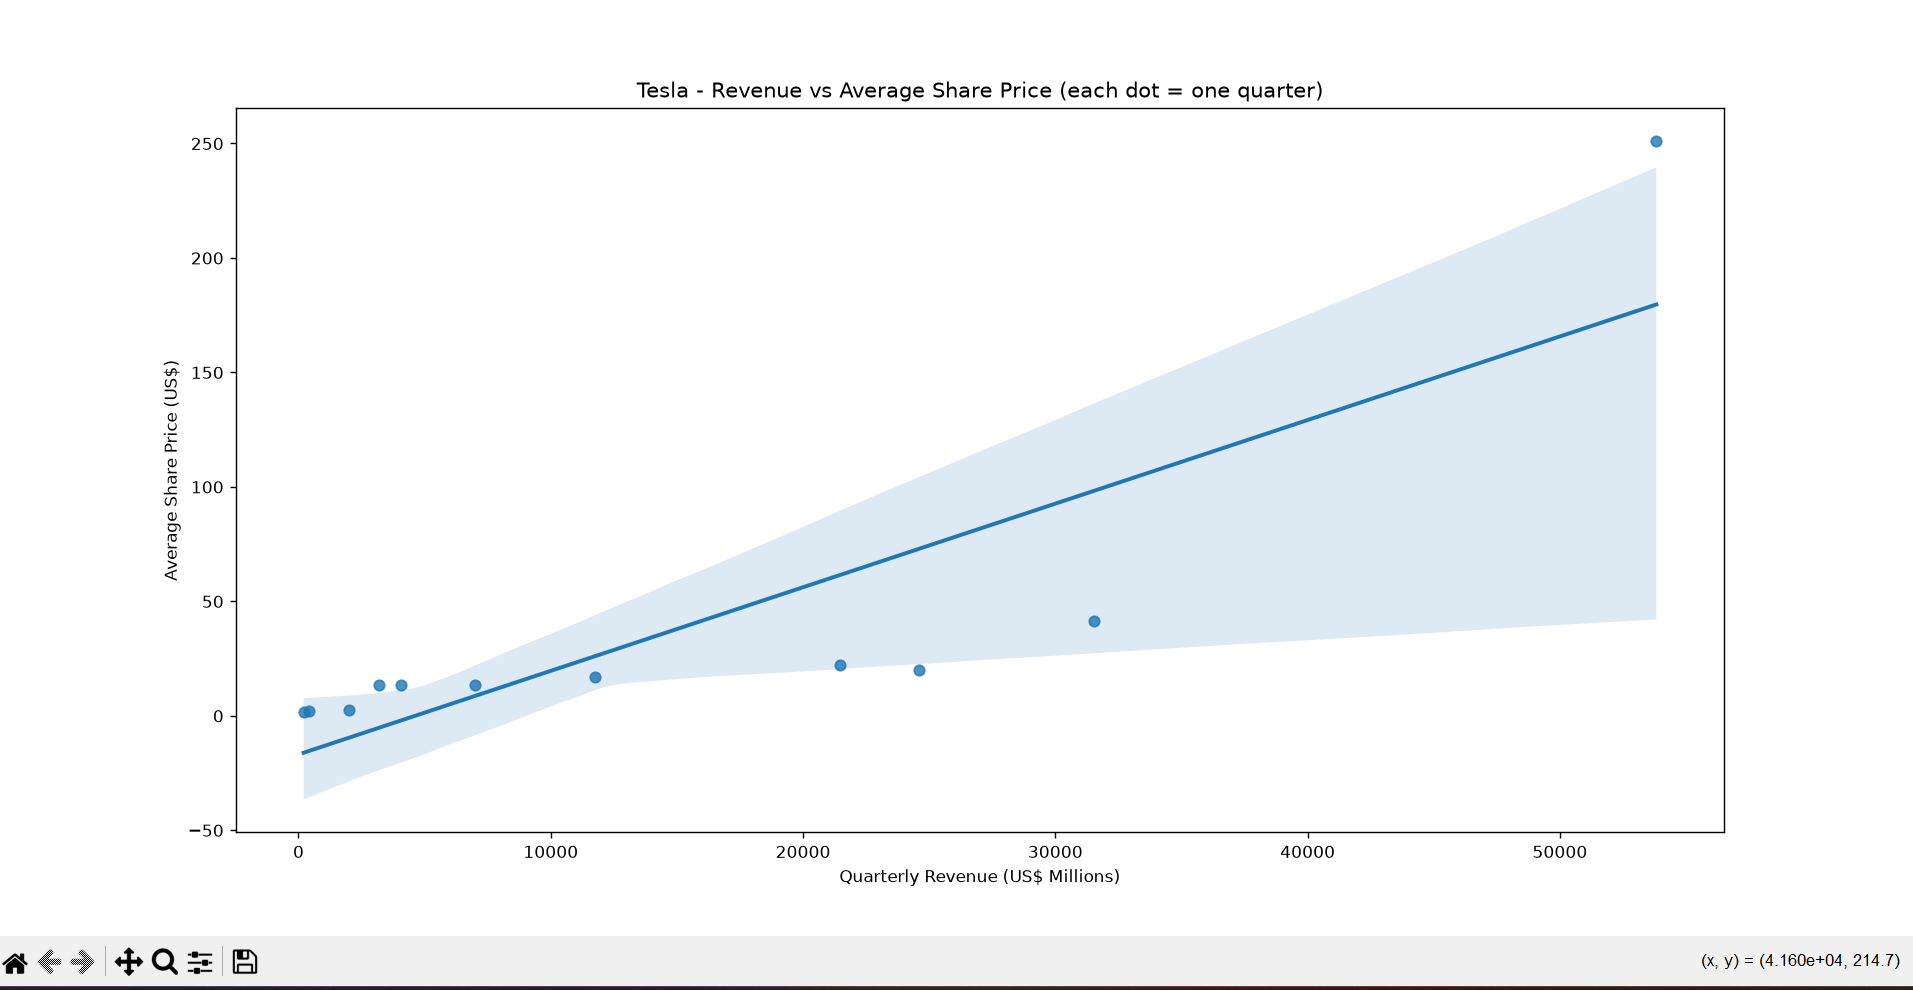 Tesla - Revenue vs Average Share Price (each dot = one quarter)
250
200
150
100
50
0
−50
Average Share Price (US$)
0 10000 20000 30000 40000 50000
Quarterly Revenue (US$ Millions)
(x, y) = (4.160e+04, 214.7)